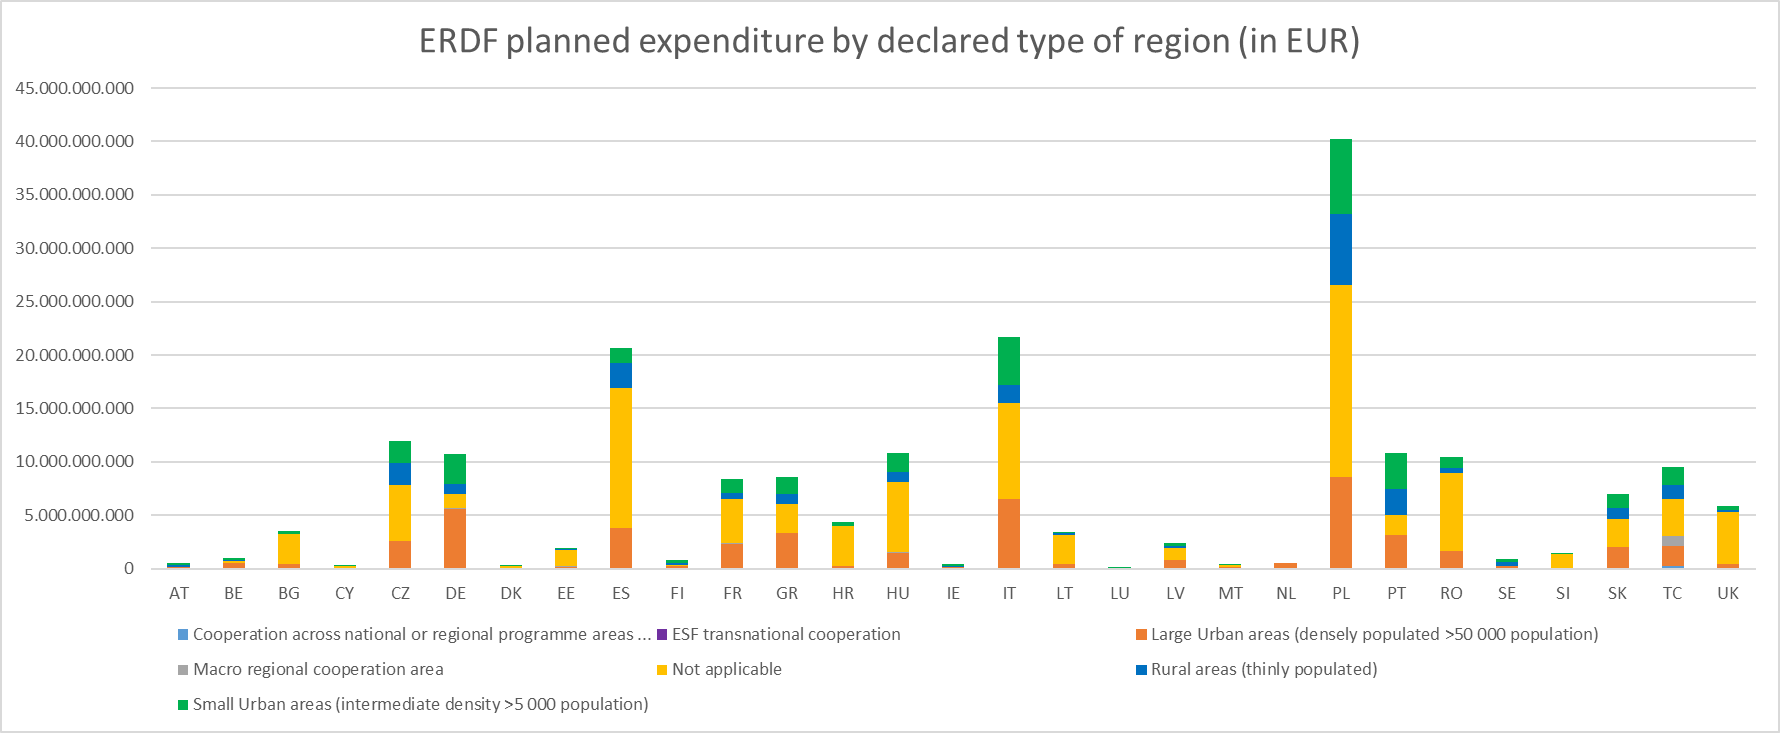 ERDF planned expenditure by declared type of region (in EUR)
45.000.000.000
40.000.000.000
35.000.000.000
30.000.000.000
25.000.000.000
20.000.000.000
15.000.000.000
10.000.000.000
5.000.000.000
0
AT BE BG CY CZ DE DK EE ES FI FR GR HR HU IE IT LT LU LV MT NL PL PT RO SE SI SK TC UK
Cooperation across national or regional programme areas ... ESF transnational cooperation Large Urban areas (densely populated >50 000 population)
Macro regional cooperation area Not applicable Rural areas (thinly populated)
Small Urban areas (intermediate density >5 000 population)